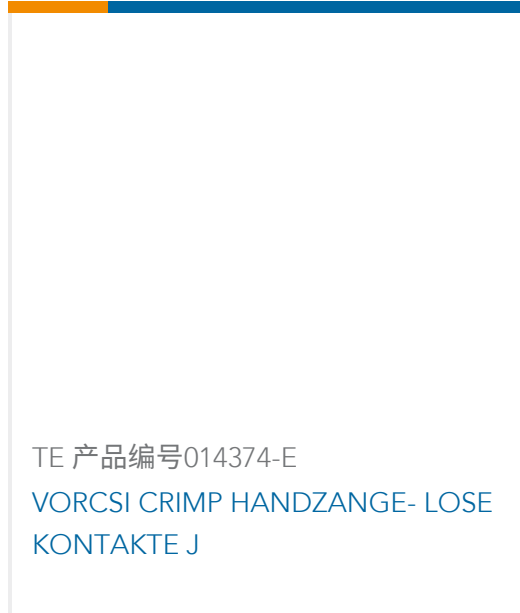 TE 产品编号014374-E
VORCSI CRIMP HANDZANGE- LOSE
KONTAKTE J